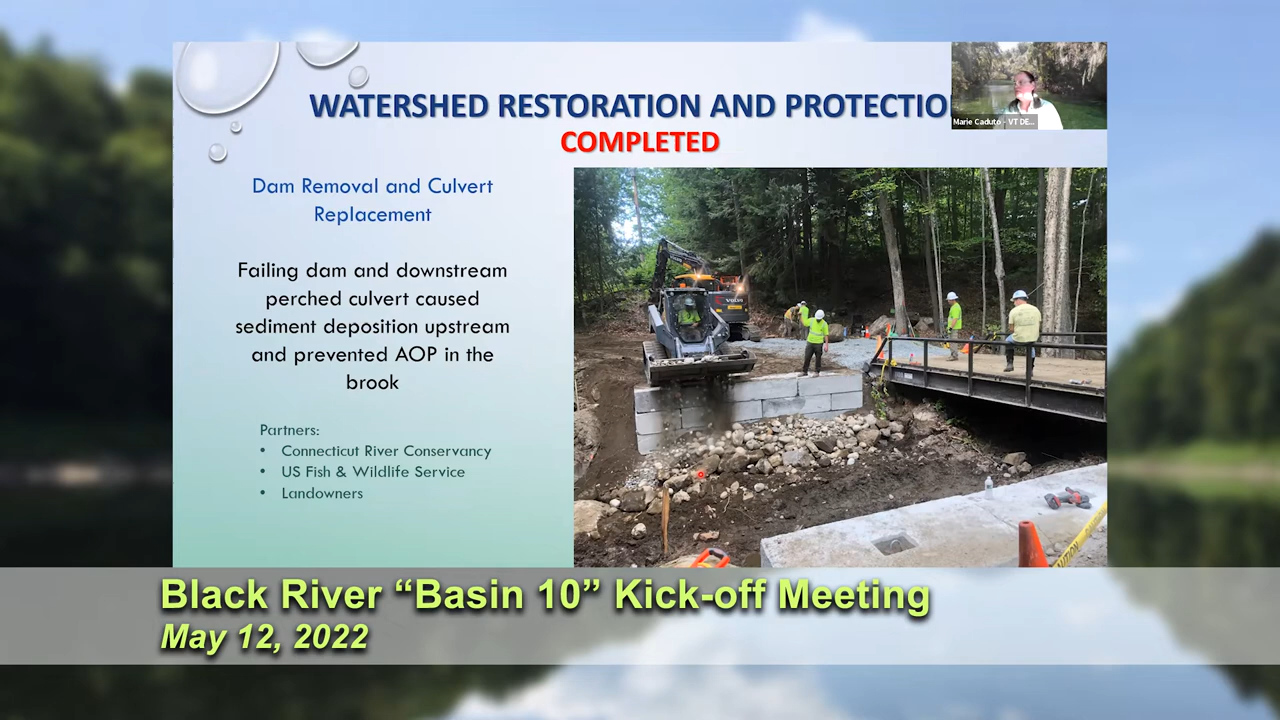 WATERSHED RESTORATION AND PROTECTIO
COMPLETED
Marie Caduto - VT DE...
Dam Removal and Culvert
Replacement
Failing dam and downstream
perched culvert caused
sediment deposition upstream
and prevented AOP in the
brook
Partners:
• Connecticut River Conservancy
• US Fish & Wildlife Service
• Landowners
VOLVO
CAUTION
Black River “Basin 10” Kick-off Meeting
May 12, 2022